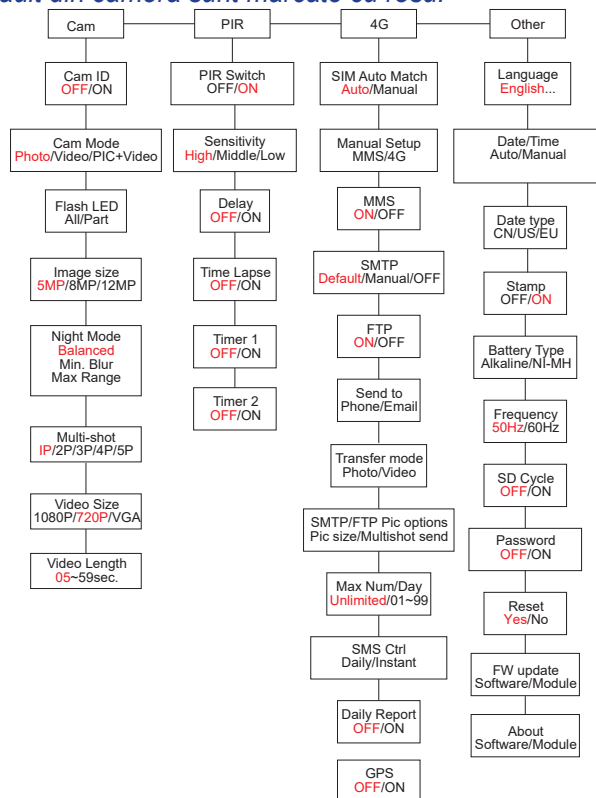 din camera sunt marcate cu roșu.
Cam
PIR
4G
Other
Cam ID
OFF/ON
Cam Mode
Photo/Video/PIC+Video
Flash LED
All/Part
Image size
5MP/8MP/12MP
Night Mode
Balanced
Min. Blur
Max Range
Multi-shot
IP/2P/3P/4P/5P
Video Size
1080P/720P/VGA
Video Length
05~59sec.
PIR Switch
OFF/ON
Sensitivity
High/Middle/Low
Delay
OFF/ON
Time Lapse
OFF/ON
Timer 1
OFF/ON
Timer 2
OFF/ON
SIM Auto Match
Auto/Manual
Manual Setup
MMS/4G
MMS
ON/OFF
SMTP
Default/Manual/OFF
FTP
ON/OFF
Send to
Phone/Email
Transfer mode
Photo/Video
SMTP/FTP Pic options
Pic size/Multishot send
Max Num/Day
Unlimited/01~99
SMS Ctrl
Daily/Instant
Daily Report
OFF/ON
GPS
OFF/ON
Language
English...
Date/Time
Auto/Manual
Date type
CN/US/EU
Stamp
OFF/ON
Battery Type
Alkaline/NI-MH
Frequency
50Hz/60Hz
SD Cycle
OFF/ON
Password
OFF/ON
Reset
Yes/No
FW update
Software/Module
About
Software/Module